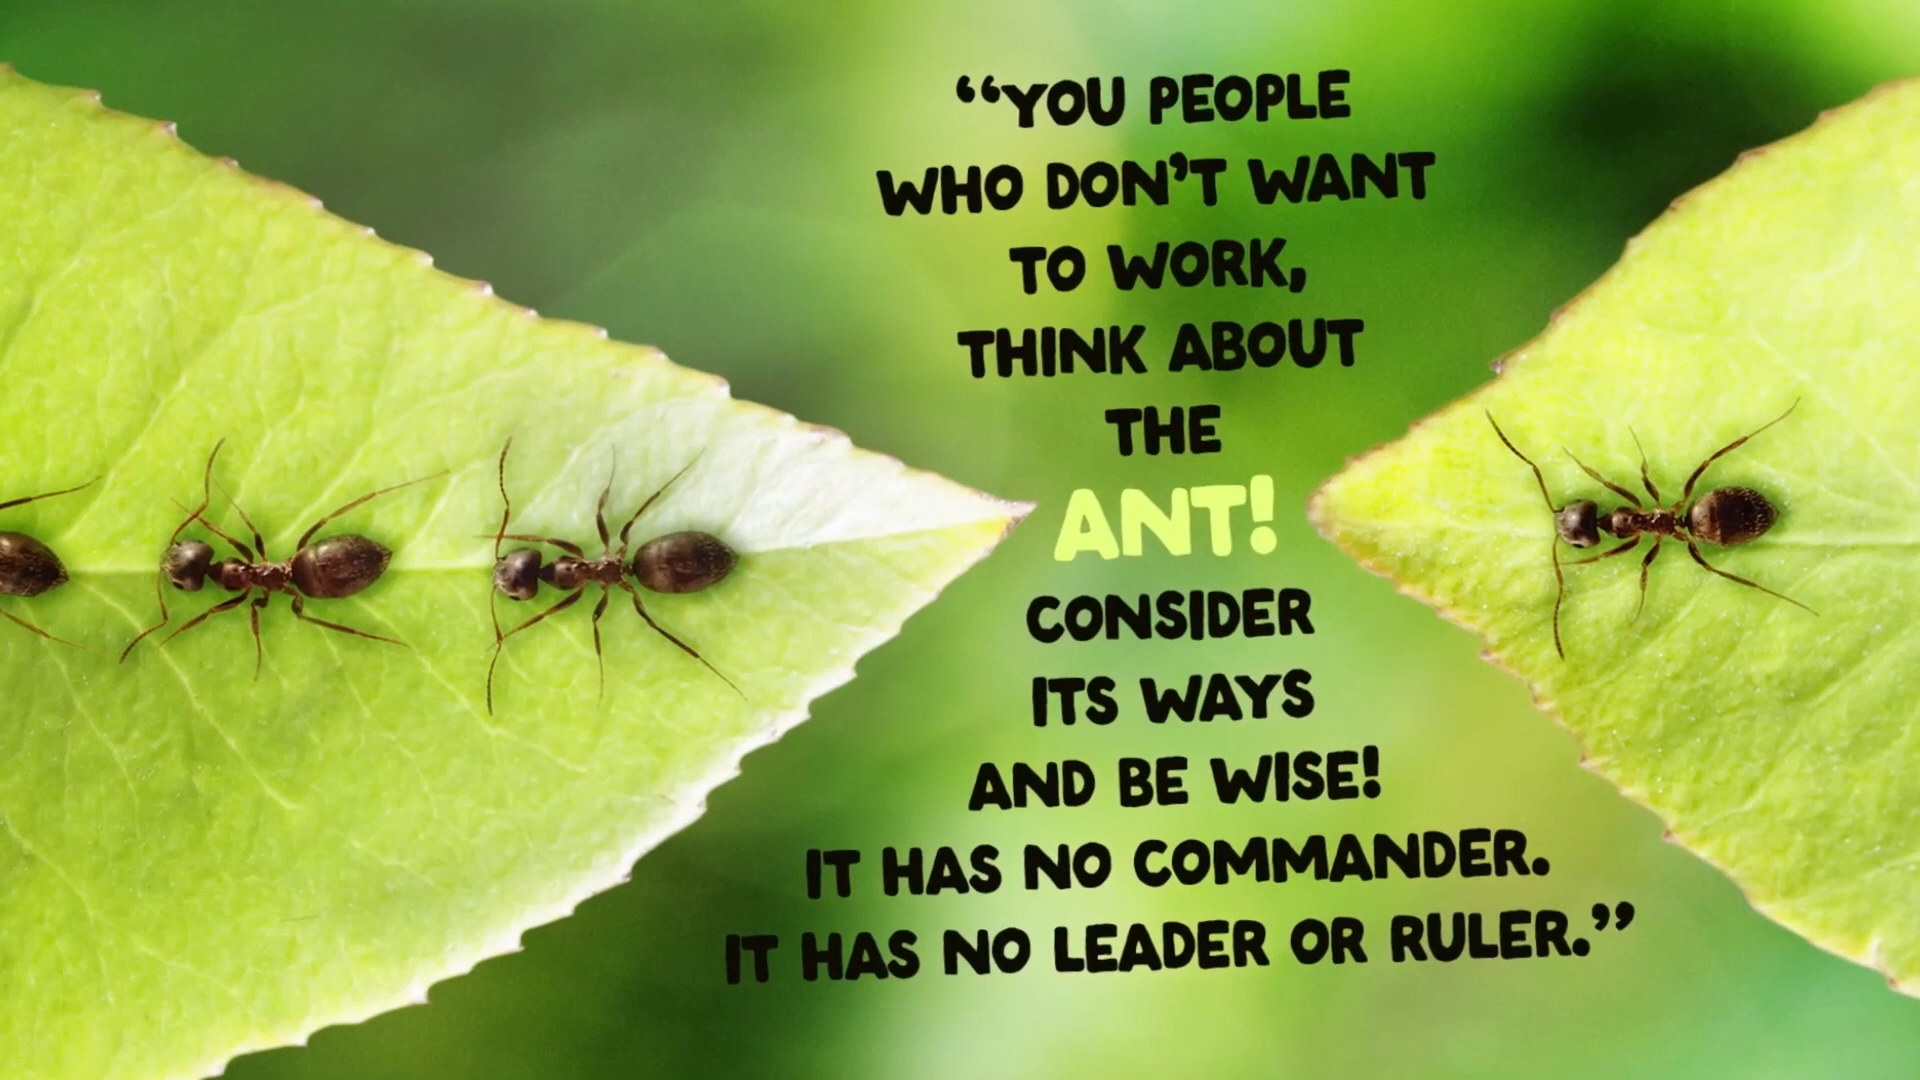 “YOU PEOPLE
WHO DON’T WANT
TO WORK,
THINK ABOUT
THE
ANT!
CONSIDER
ITS WAYS
AND BE WISE!
IT HAS NO COMMANDER.
IT HAS NO LEADER OR RULER.”